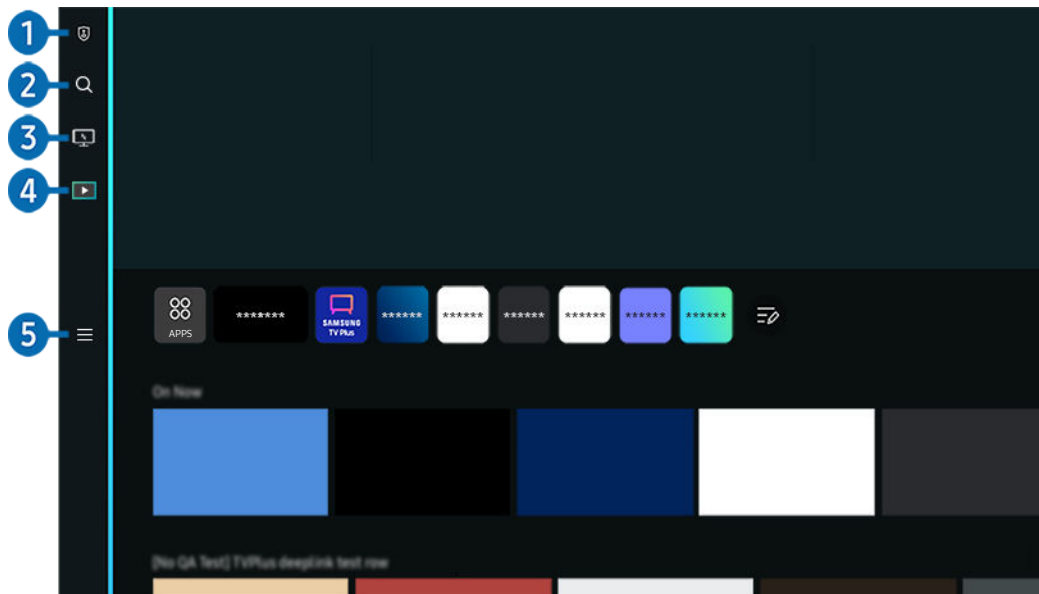 1
2
3
4
5
APPS
*******
SAMSUNG
TV Plus
******
******
******
******
******
******
On Now
[No QA Test] TVPlus deeplink test row